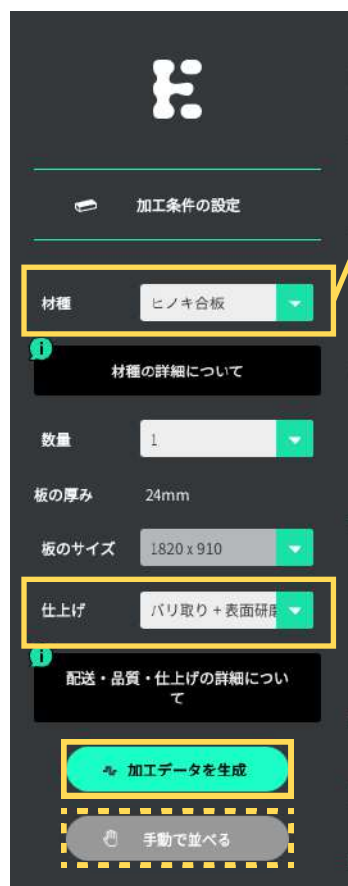 E
加工条件の設定
材種 ヒノキ合板
i
材種の詳細について
数量 1
板の厚み 24mm
板のサイズ 1820 x 910
仕上げ バリ取り + 表面研磨
i
配送・品質・仕上げの詳細につい
て
加工データを生成
手動で並べる